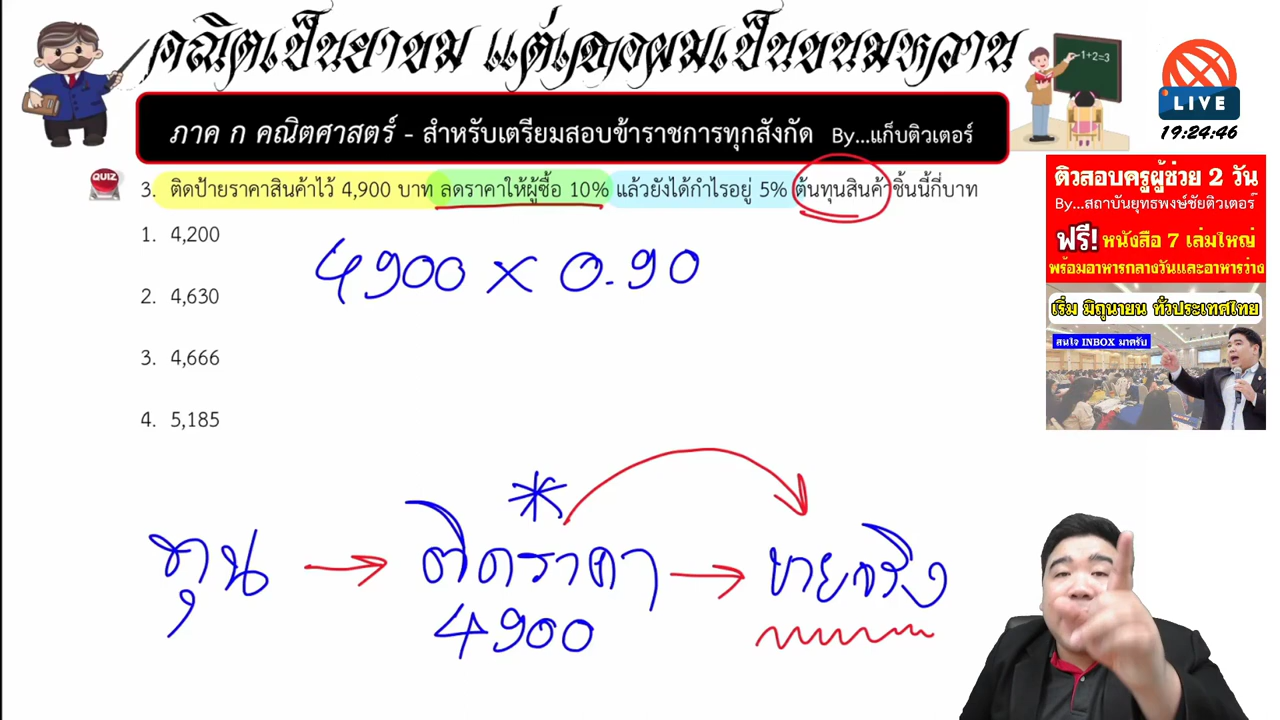 คณิตเป็นยาขม แต่เจอผมเป็นขนมหวาน
-1+2=3
LIVE
19:24:46
ภาค ก คณิตศาสตร์ - สำหรับเตรียมสอบข้าราชการทุกสังกัด By...แก็บติวเตอร์
QUIZ
3. ติดป้ายราคาสินค้าไว้ 4,900 บาท ลดราคาให้ผู้ซื้อ 10% แล้วยังได้กำไรอยู่ 5% ต้นทุนสินค้าชิ้นนี้กี่บาท
1. 4,200
2. 4,630
3. 4,666
4. 5,185
4900 × 0.90
ทุน → ติดราคา → ขายจริง
4900
ติวสอบครูผู้ช่วย 2 วัน
By...สถาบันยุทธพงษ์ชัยติวเตอร์
ฟรี! หนังสือ 7 เล่มใหญ่
พร้อมอาหารกลางวันและอาหารว่าง
เริ่ม มิถุนายน ทั่วประเทศไทย
สนใจ INBOX มาครับ